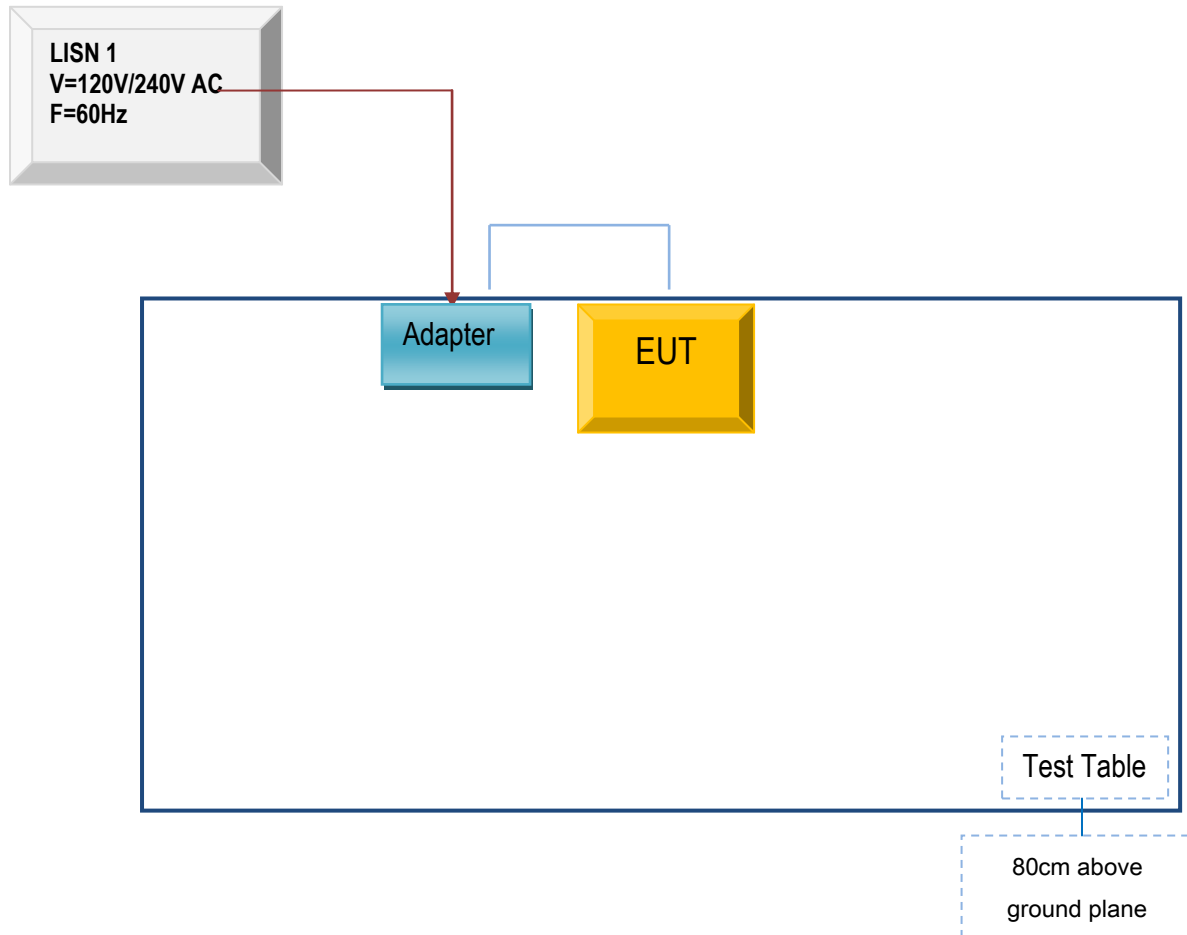 LISN 1
V=120V/240V AC
F=60Hz
Adapter
EUT
Test Table
80cm above
ground plane